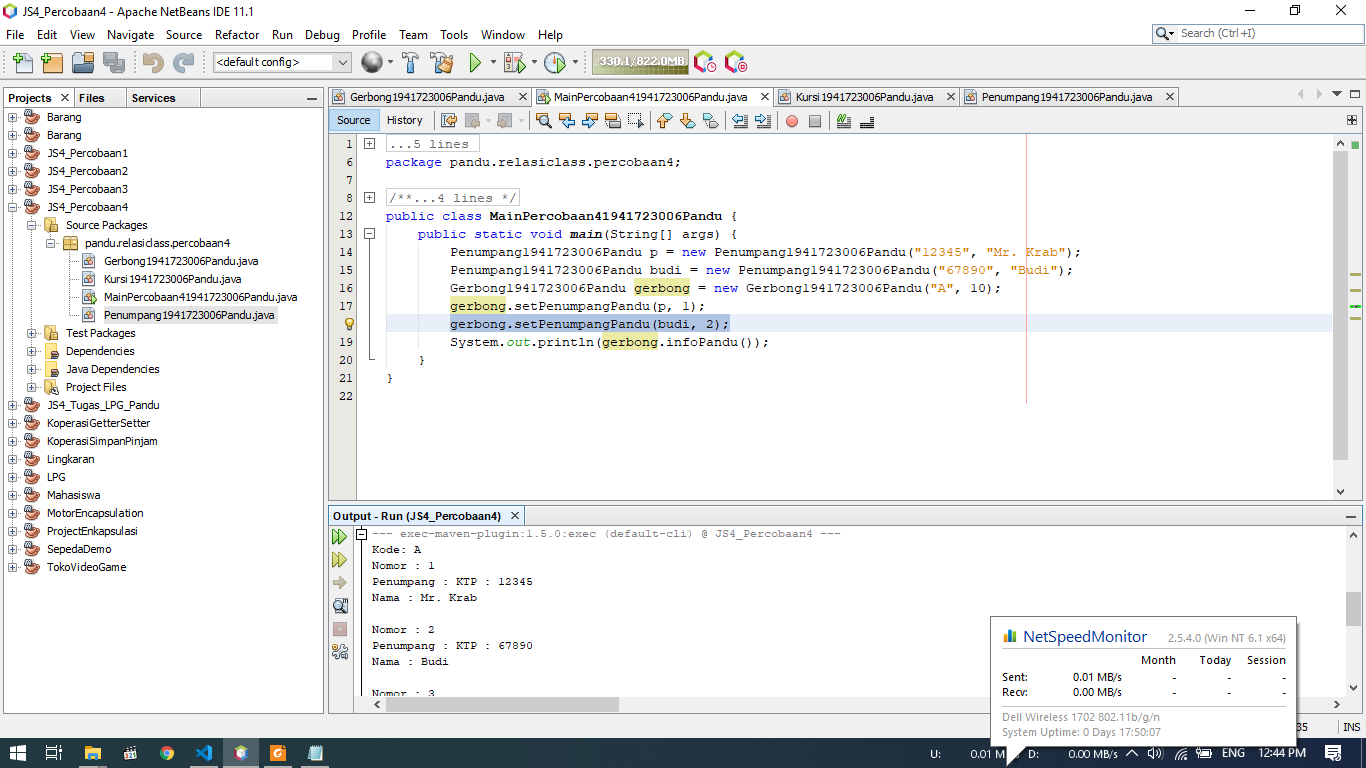 JS4_Percobaan4 - Apache NetBeans IDE 11.1
File Edit View Navigate Source Refactor Run Debug Profile Team Tools Window Help
Search (Ctrl +I)
<default config>
330.1/822.0MB
Projects Files Services
Barang
Barang
JS4_Percobaan1
JS4_Percobaan2
JS4_Percobaan3
JS4_Percobaan4
Source Packages
pandu.relasiclass.percobaan4
Gerbong1941723006Pandu.java
Kursi1941723006Pandu.java
MainPercobaan41941723006Pandu.java
Penumpang1941723006Pandu.java
Test Packages
Dependencies
Java Dependencies
Project Files
JS4_Tugas_LPG_Pandu
KoperasiGetterSetter
KoperasiSimpanPinjam
Lingkaran
LPG
Mahasiswa
MotorEncapsulation
ProjectEnkapsulasi
SepedaDemo
TokoVideoGame
Gerbong1941723006Pandu.java MainPercobaan41941723006Pandu.java Kursi1941723006Pandu.java Penumpang1941723006Pandu.java
Source History
1 ...5 lines
6 package pandu.relasiclass.percobaan4;
7
8 /**...4 lines */
12 public class MainPercobaan41941723006Pandu {
13 public static void main(String[] args) {
14 Penumpang1941723006Pandu p = new Penumpang1941723006Pandu("12345", "Mr. Krab");
15 Penumpang1941723006Pandu budi = new Penumpang1941723006Pandu("67890", "Budi");
16 Gerbong1941723006Pandu gerbong = new Gerbong1941723006Pandu("A", 10);
17 gerbong.setPenumpangPandu(p, 1);
gerbong.setPenumpangPandu(budi, 2);
19 System.out.println(gerbong.infoPandu());
20 }
21 }
22
Output - Run (JS4_Percobaan4)
--- exec-maven-plugin:1.5.0:exec (default-cli) @ JS4_Percobaan4 ---
Kode: A
Nomor : 1
Penumpang : KTP : 12345
Nama : Mr. Krab
Nomor : 2
Penumpang : KTP : 67890
Nama : Budi
Nomor : 3
NetSpeedMonitor 2.5.4.0 (Win NT 6.1 x64)
Month Today Session
Sent: 0.01 MB/s - - -
Recv: 0.00 MB/s - - -
Dell Wireless 1702 802.11b/g/n
System Uptime: 0 Days 17:50:07
35 INS
U: 0.01 M D: 0.00 MB/s ENG 12:44 PM